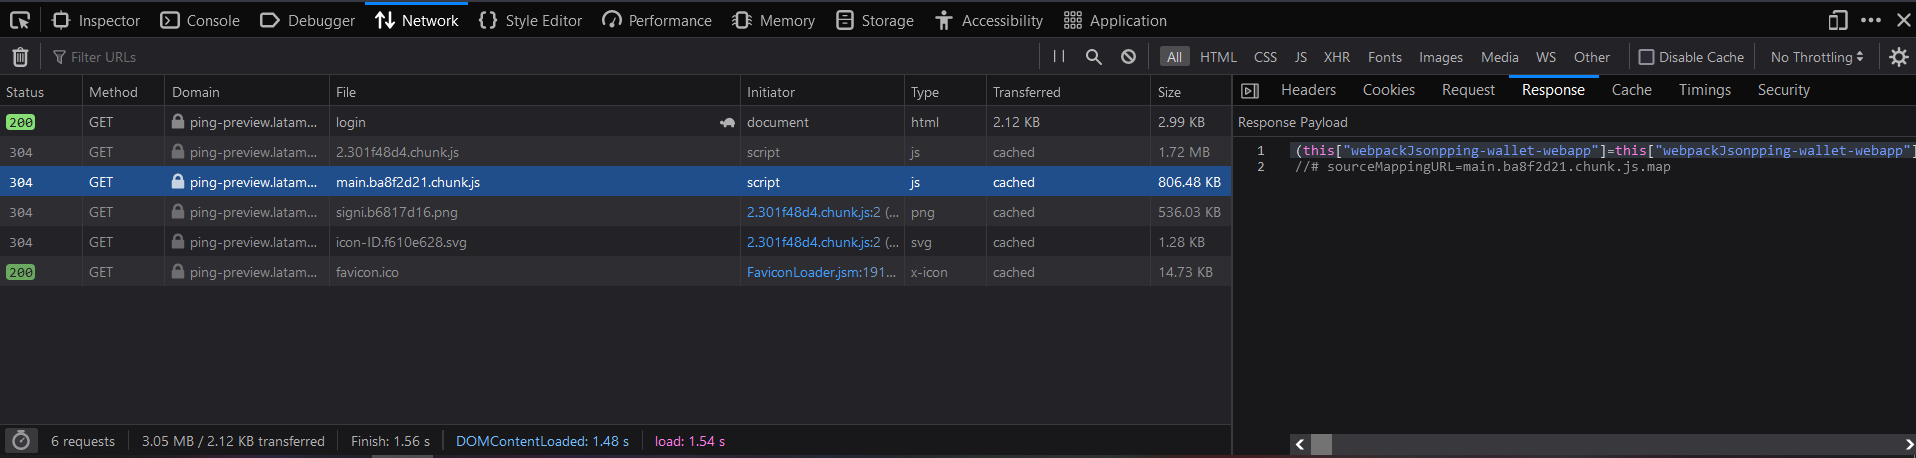 Inspector Console Debugger Network Style Editor Performance Memory Storage Accessibility Application
Filter URLs All HTML CSS JS XHR Fonts Images Media WS Other Disable Cache No Throttling
Status Method Domain File Initiator Type Transferred Size
200 GET ping-preview.latam... login document html 2.12 KB 2.99 KB
304 GET ping-preview.latam... 2.301f48d4.chunk.js script js cached 1.72 MB
304 GET ping-preview.latam... main.ba8f2d21.chunk.js script js cached 806.48 KB
304 GET ping-preview.latam... signi.b6817d16.png 2.301f48d4.chunk.js:2 (... png cached 536.03 KB
304 GET ping-preview.latam... icon-ID.f610e628.svg 2.301f48d4.chunk.js:2 (... svg cached 1.28 KB
200 GET ping-preview.latam... favicon.ico FaviconLoader.jsm:191... x-icon cached 14.73 KB
6 requests 3.05 MB / 2.12 KB transferred Finish: 1.56 s DOMContentLoaded: 1.48 s load: 1.54 s
Headers Cookies Request Response Cache Timings Security
Response Payload
1 (this["webpackJsonpping-wallet-webapp"]=this["webpackJsonpping-wallet-webapp"]
2 //# sourceMappingURL=main.ba8f2d21.chunk.js.map